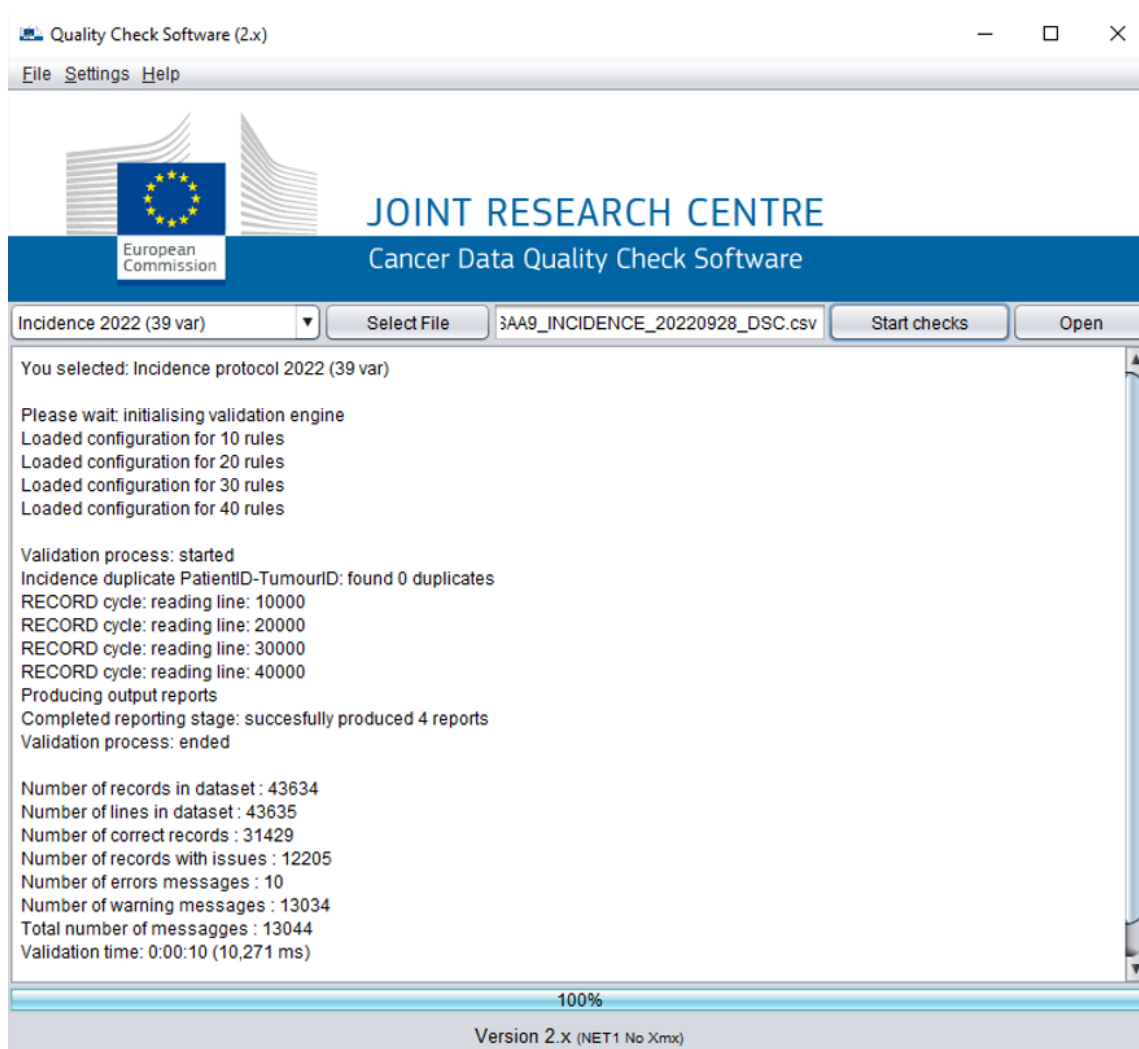 Quality Check Software (2.x)
File Settings Help
JOINT RESEARCH CENTRE
European
Commission
Cancer Data Quality Check Software
Incidence 2022 (39 var) Select File SAA9_INCIDENCE_20220928_DSC.csv Start checks Open
You selected: Incidence protocol 2022 (39 var)
Please wait: initialising validation engine
Loaded configuration for 10 rules
Loaded configuration for 20 rules
Loaded configuration for 30 rules
Loaded configuration for 40 rules
Validation process: started
Incidence duplicate PatientID-TumourID: found 0 duplicates
RECORD cycle: reading line: 10000
RECORD cycle: reading line: 20000
RECORD cycle: reading line: 30000
RECORD cycle: reading line: 40000
Producing output reports
Completed reporting stage: succesfully produced 4 reports
Validation process: ended
Number of records in dataset : 43634
Number of lines in dataset : 43635
Number of correct records : 31429
Number of records with issues : 12205
Number of errors messages : 10
Number of warning messages : 13034
Total number of messagges : 13044
Validation time: 0:00:10 (10,271 ms)
100%
Version 2.x (NET1 No Xmx)